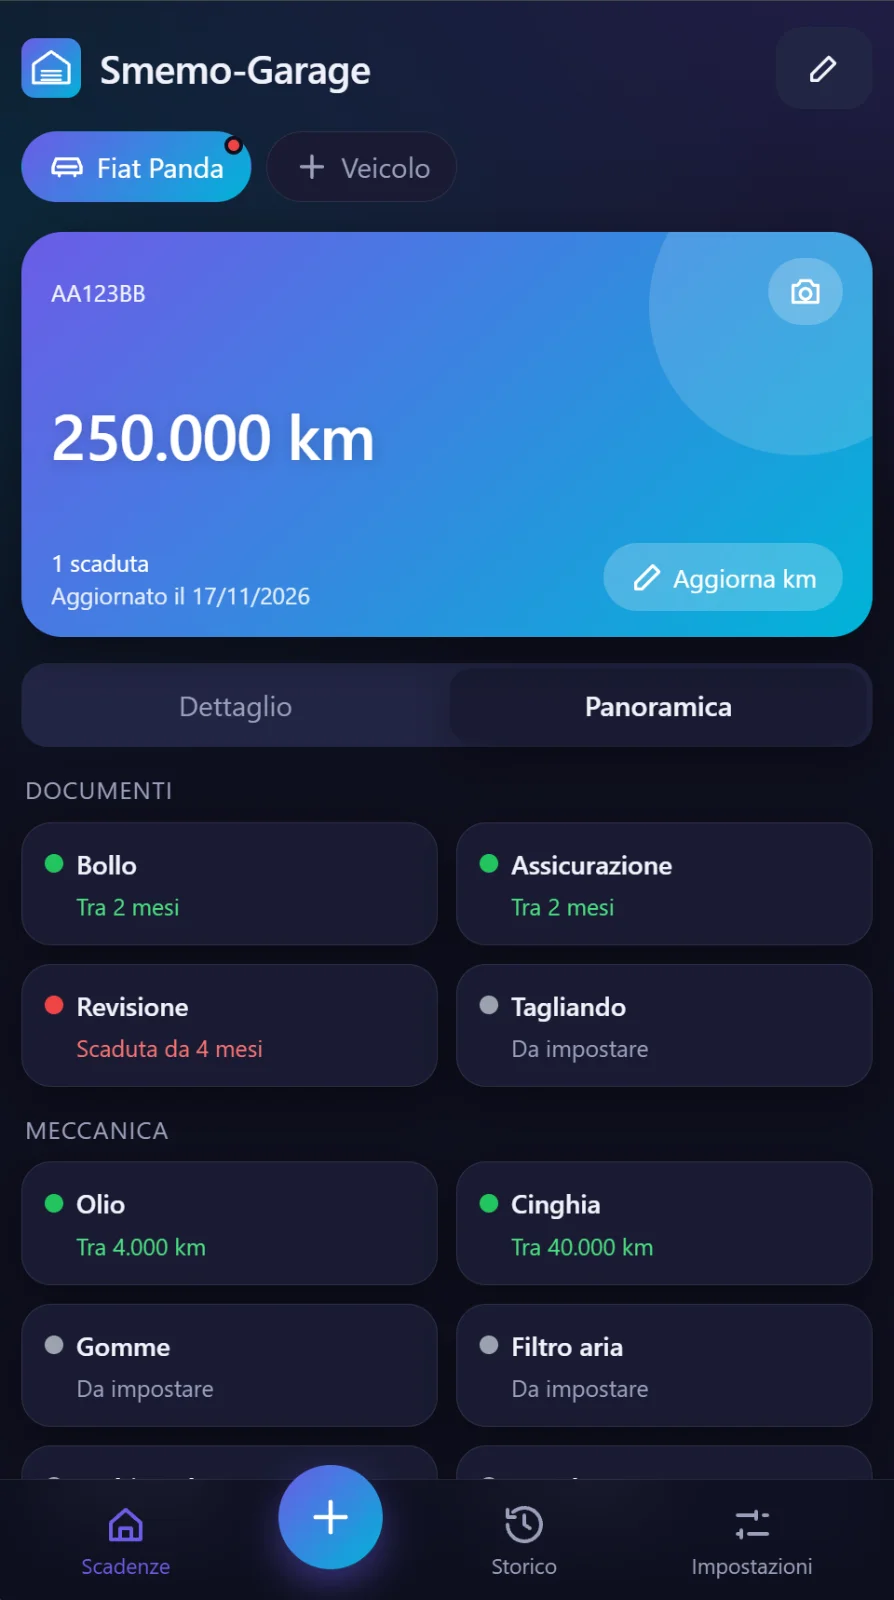 Smemo-Garage
Fiat Panda
Veicolo
AA123BB
250.000 km
1 scaduta
Aggiornato il 17/11/2026
Aggiorna km
Dettaglio
Panoramica
DOCUMENTI
Bollo
Tra 2 mesi
Assicurazione
Tra 2 mesi
Revisione
Scaduta da 4 mesi
Tagliando
Da impostare
MECCANICA
Olio
Tra 4.000 km
Cinghia
Tra 40.000 km
Gomme
Da impostare
Filtro aria
Da impostare
Scadenze
Storico
Impostazioni